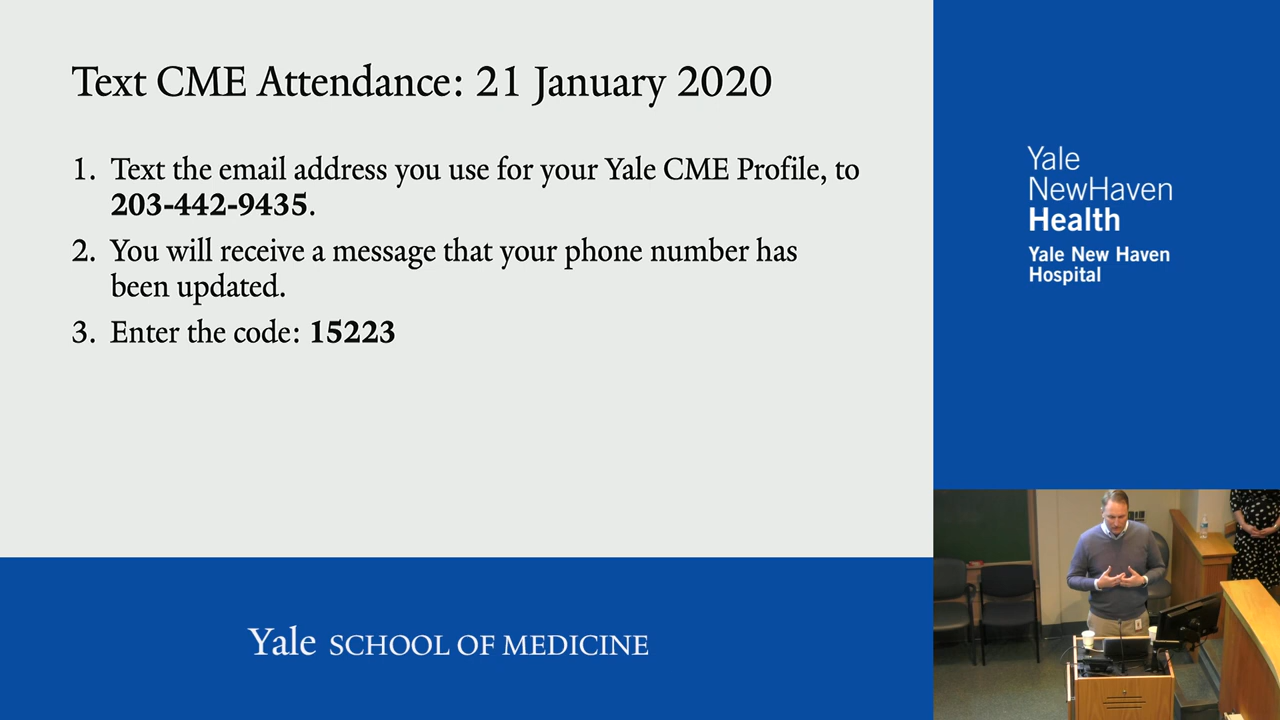 Text CME Attendance: 21 January 2020
1. Text the email address you use for your Yale CME Profile, to
203-442-9435.
2. You will receive a message that your phone number has
been updated.
3. Enter the code: 15223
Yale
NewHaven
Health
Yale New Haven
Hospital
Yale SCHOOL OF MEDICINE